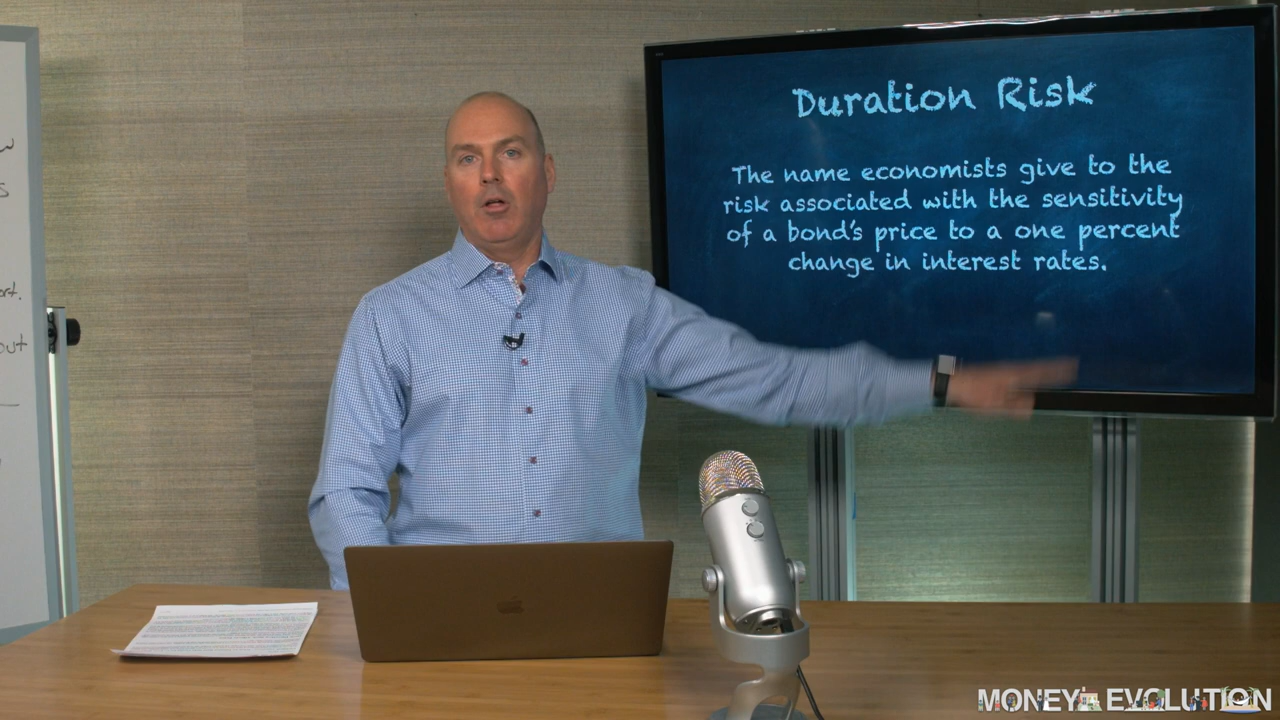 Duration Risk
The name economists give to the
risk associated with the sensitivity
of a bond's price to a one percent
change in interest rates.
out
MONEY EVOLUTION